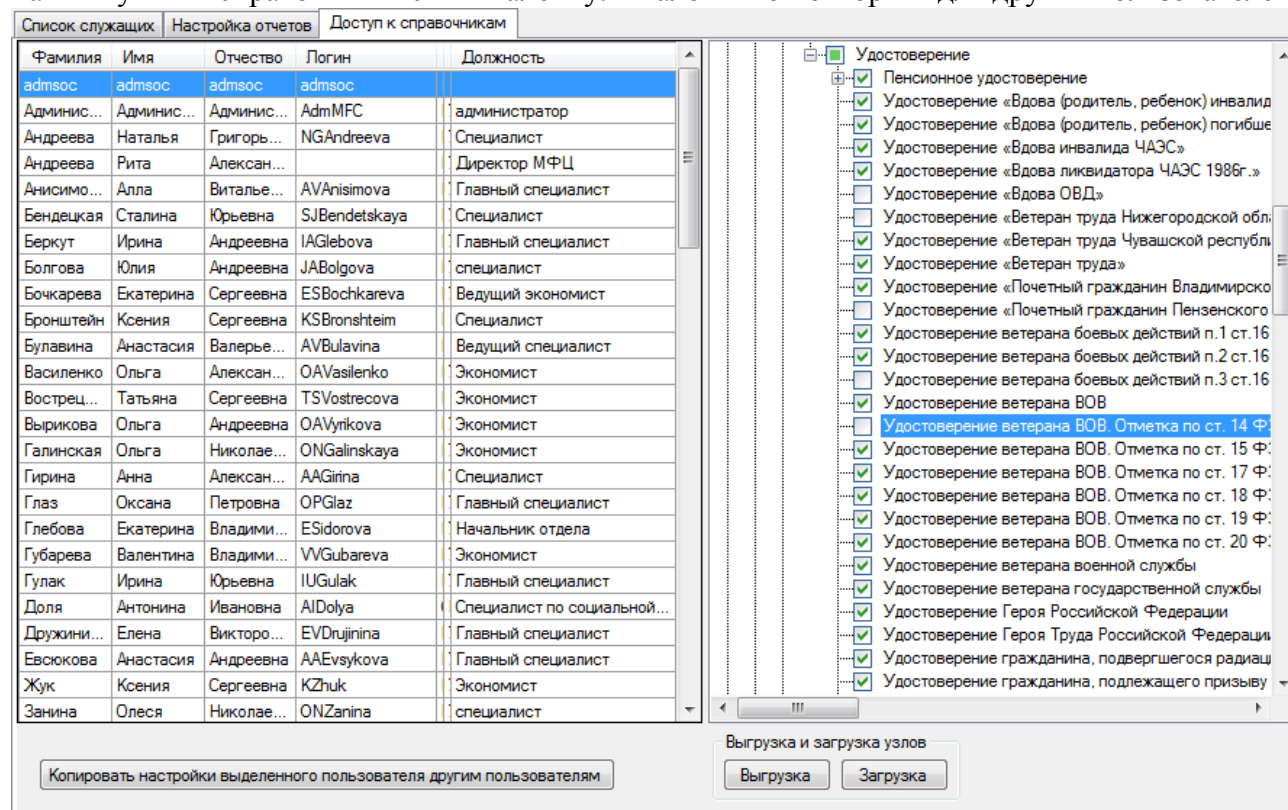 Список служащих Настройка отчетов Доступ к справочникам
Фамилия Имя Отчество Логин Должность
admsoc admsoc admsoc admsoc
Админис... Админис... Админис... AdmMFC администратор
Андреева Наталья Григорь... NGAndreeva Специалист
Андреева Рита Алексан... Директор МФЦ
Анисимо... Алла Виталье... AVAnisimova Главный специалист
Бендецкая Сталина Юрьевна SJBendetskaya Специалист
Беркут Ирина Андреевна IAGlebova Главный специалист
Болгова Юлия Андреевна JABolgova специалист
Бочкарева Екатерина Сергеевна ESBochkareva Ведущий экономист
Бронштейн Ксения Сергеевна KSBronshteim Специалист
Булавина Анастасия Валерье... AVBulavina Ведущий специалист
Василенко Ольга Алексан... OAVasilenko Экономист
Вострец... Татьяна Сергеевна TSVostrecova Экономист
Вырикова Ольга Андреевна OAVyrikova Экономист
Галинская Ольга Николае... ONGalinskaya Экономист
Гирина Анна Алексан... AAGirina Специалист
Глаз Оксана Петровна OPGlaz Главный специалист
Глебова Екатерина Владими... ESidorova Начальник отдела
Губарева Валентина Владими... VVGubareva Экономист
Гулак Ирина Юрьевна IUGulak Главный специалист
Доля Антонина Ивановна AIDolya Специалист по социальной...
Дружини... Елена Викторо... EVDrujinina Главный специалист
Евсюкова Анастасия Андреевна AAEvsykova Главный специалист
Жук Ксения Сергеевна KZhuk Экономист
Занина Олеся Николае... ONZanina специалист
Удостоверение
Пенсионное удостоверение
Удостоверение «Вдова (родитель, ребенок) инвалид
Удостоверение «Вдова (родитель, ребенок) погибше
Удостоверение «Вдова инвалида ЧАЭС»
Удостоверение «Вдова ликвидатора ЧАЭС 1986г.»
Удостоверение «Вдова ОВД»
Удостоверение «Ветеран труда Нижегородской обла
Удостоверение «Ветеран труда Чувашской республи
Удостоверение «Ветеран труда»
Удостоверение «Почетный гражданин Владимирско
Удостоверение «Почетный гражданин Пензенского
Удостоверение ветерана боевых действий п.1 ст.16
Удостоверение ветерана боевых действий п.2 ст.16
Удостоверение ветерана боевых действий п.3 ст.16
Удостоверение ветерана ВОВ
Удостоверение ветерана ВОВ. Отметка по ст. 14 ФЗ
Удостоверение ветерана ВОВ. Отметка по ст. 15 ФЗ
Удостоверение ветерана ВОВ. Отметка по ст. 17 ФЗ
Удостоверение ветерана ВОВ. Отметка по ст. 18 ФЗ
Удостоверение ветерана ВОВ. Отметка по ст. 19 ФЗ
Удостоверение ветерана ВОВ. Отметка по ст. 20 ФЗ
Удостоверение ветерана военной службы
Удостоверение ветерана государственной службы
Удостоверение Героя Российской Федерации
Удостоверение Героя Труда Российской Федерации
Удостоверение гражданина, подвергшегося радиац
Удостоверение гражданина, подлежащего призыву
Копировать настройки выделенного пользователя другим пользователям
Выгрузка и загрузка узлов
Выгрузка Загрузка